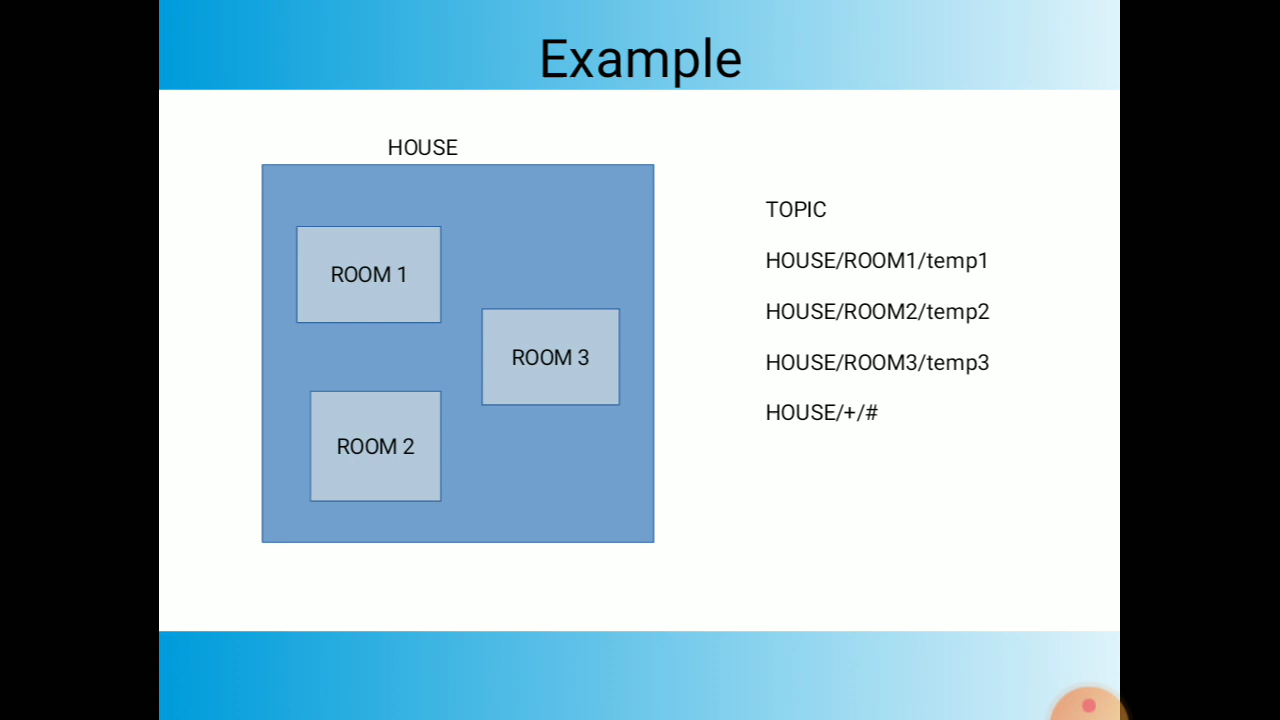 Example
HOUSE
ROOM 1
ROOM 3
ROOM 2
TOPIC
HOUSE/ROOM1/temp1
HOUSE/ROOM2/temp2
HOUSE/ROOM3/temp3
HOUSE/+/#